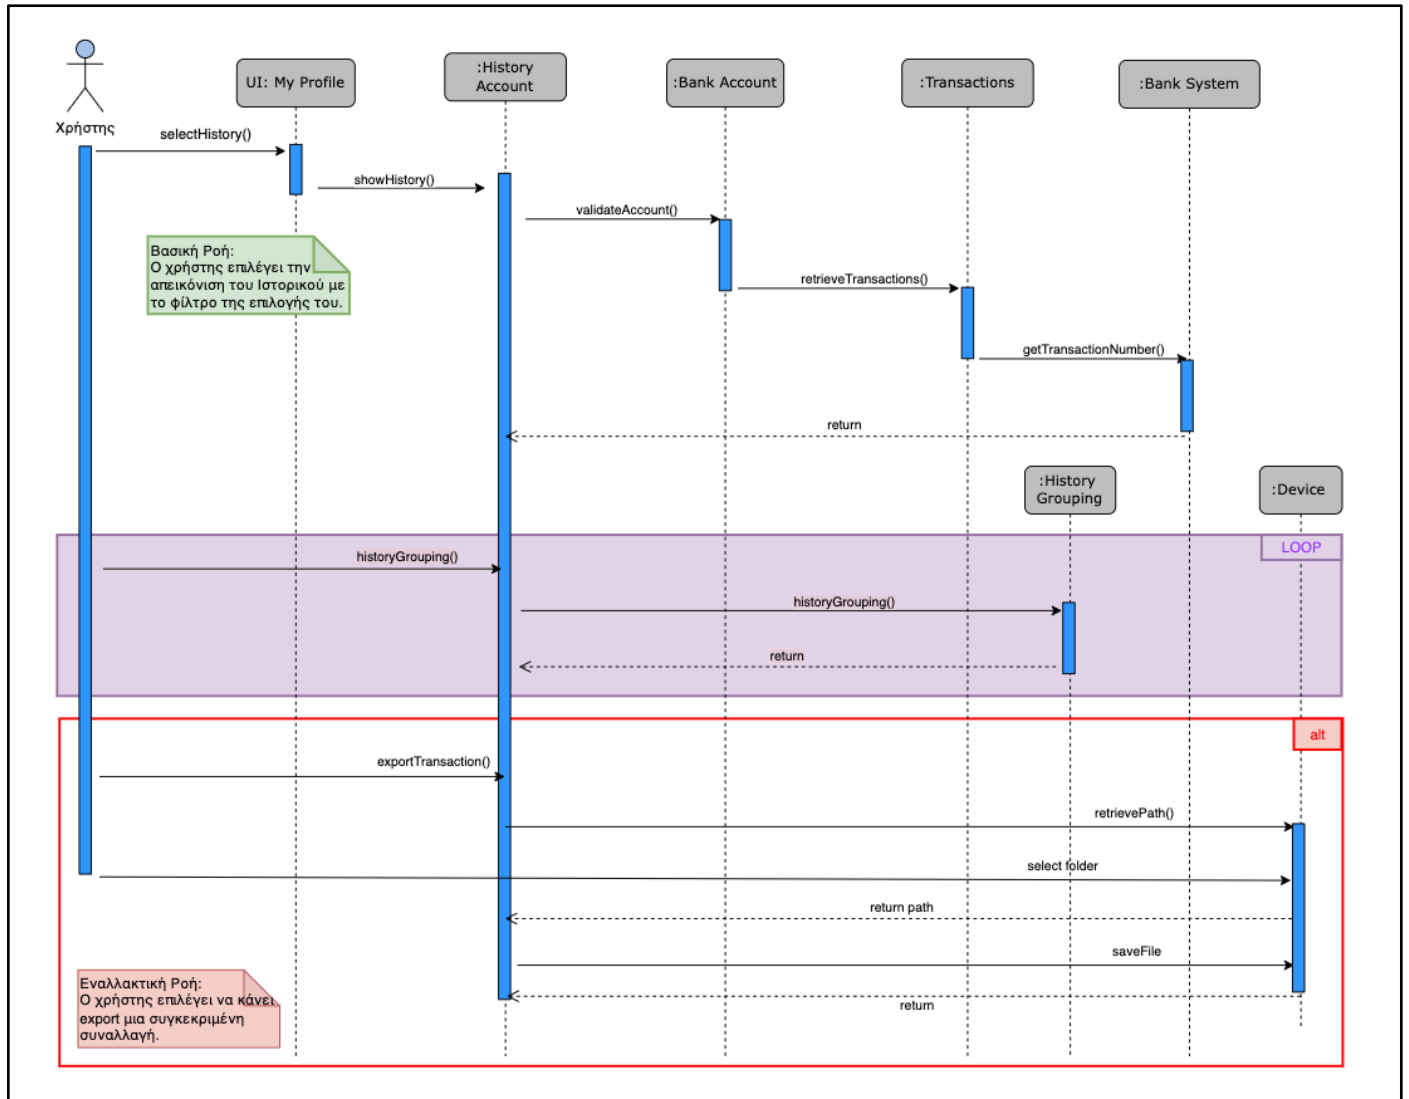 :History
Account
UI: My Profile
:Bank Account
:Transactions
:Bank System
Χρήστης
selectHistory()
showHistory()
validateAccount()
Βασική Ροή:
Ο χρήστης επιλέγει την
απεικόνιση του Ιστορικού με
το φίλτρο της επιλογής του.
retrieveTransactions()
getTransactionNumber()
return
:History
Grouping
:Device
LOOP
historyGrouping()
historyGrouping()
return
alt
exportTransaction()
retrievePath()
select folder
return path
saveFile
return
Εναλλακτική Ροή:
Ο χρήστης επιλέγει να κάνει
export μια συγκεκριμένη
συναλλαγή.